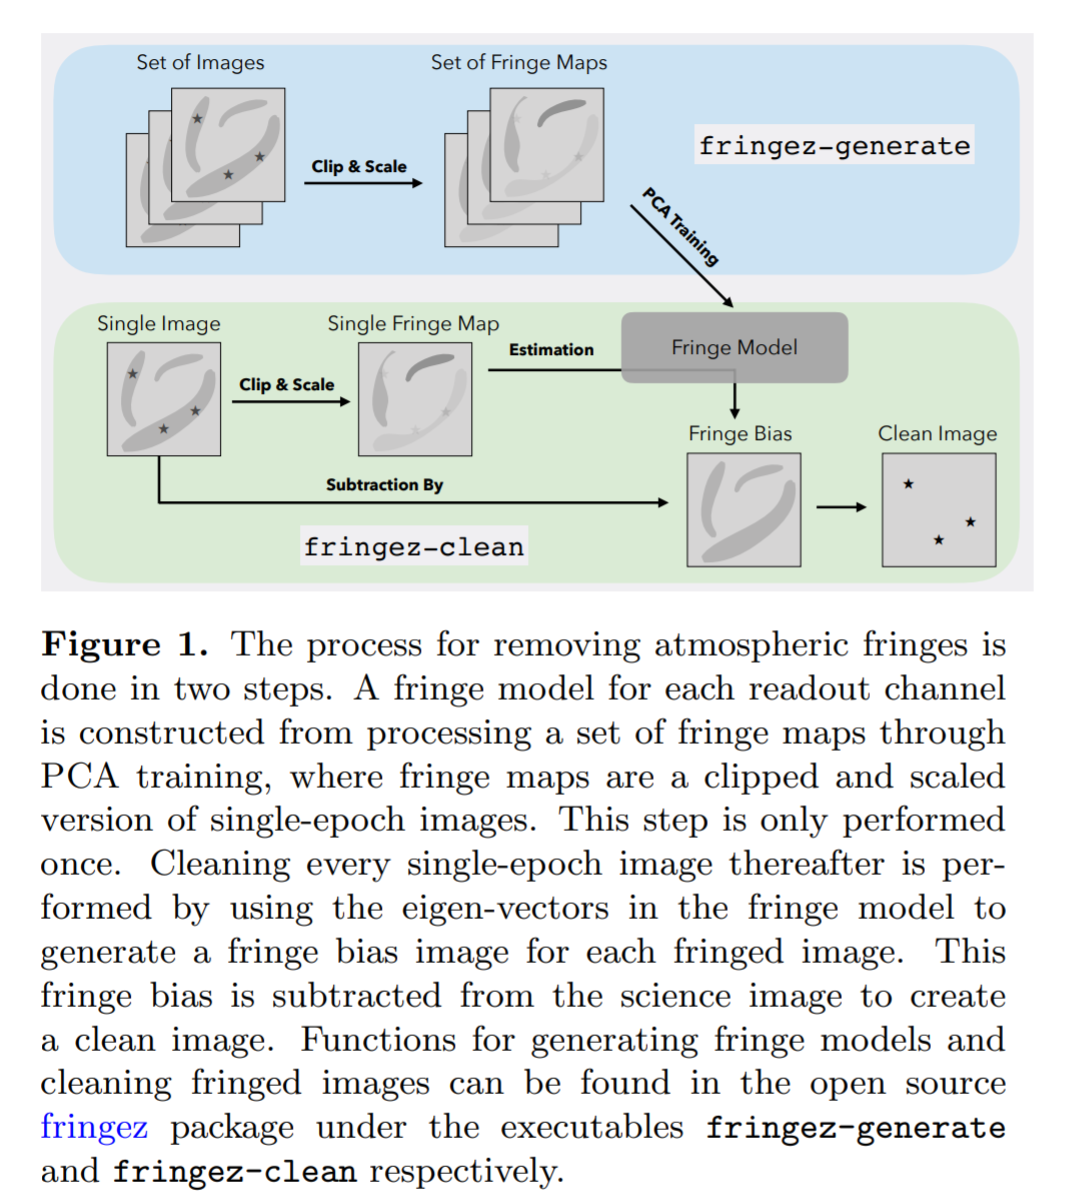 Set of Images
Set of Fringe Maps
fringez-generate
Clip & Scale
PCA Training
Single Image
Single Fringe Map
Estimation
Fringe Model
Clip & Scale
Fringe Bias
Clean Image
Subtraction By
fringez-clean
Figure 1. The process for removing atmospheric fringes is
done in two steps. A fringe model for each readout channel
is constructed from processing a set of fringe maps through
PCA training, where fringe maps are a clipped and scaled
version of single-epoch images. This step is only performed
once. Cleaning every single-epoch image thereafter is per-
formed by using the eigen-vectors in the fringe model to
generate a fringe bias image for each fringed image. This
fringe bias is subtracted from the science image to create
a clean image. Functions for generating fringe models and
cleaning fringed images can be found in the open source
fringez package under the executables fringez-generate
and fringez-clean respectively.